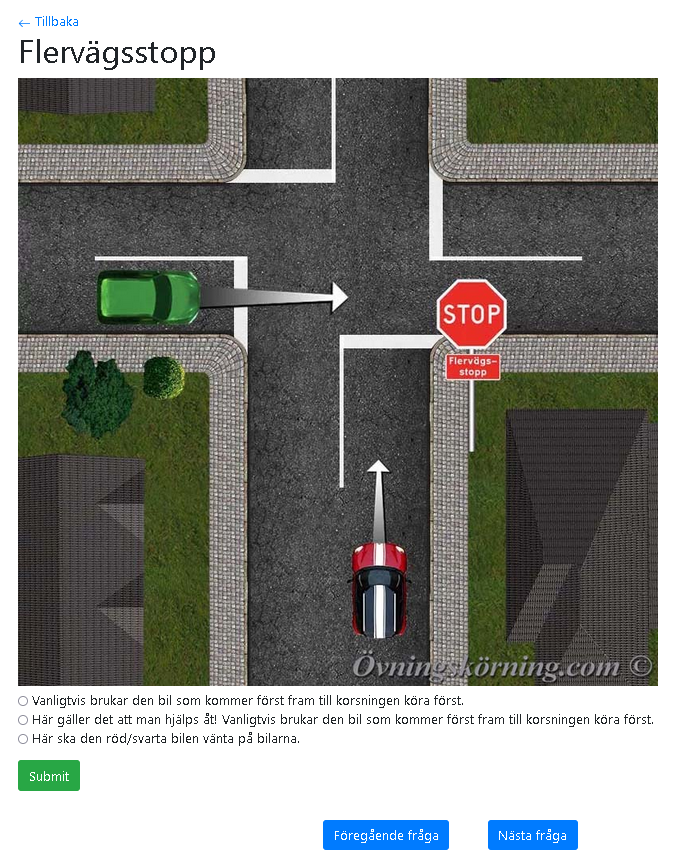 ← Tillbaka
Flervägsstopp
STOP
Flervägs-
stopp
Övningskörning.com ©
Vanligtvis brukar den bil som kommer först fram till korsningen köra först.
Här gäller det att man hjälps åt! Vanligtvis brukar den bil som kommer först fram till korsningen köra först.
Här ska den röd/svarta bilen vänta på bilarna.
Submit
Föregående fråga
Nästa fråga